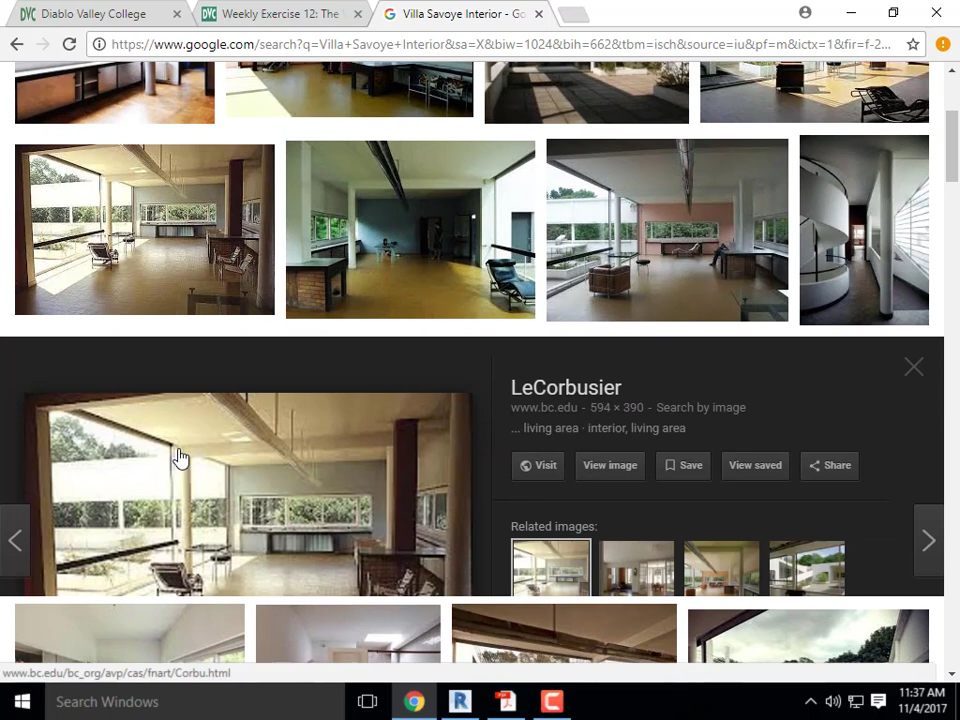 DVC Diablo Valley College
DVC Weekly Exercise 12: The
Villa Savoye Interior - Go
https://www.google.com/search?q=Villa+Savoye+Interior&sa=X&biw=1024&bih=662&tbm=isch&source=iu&pf=m&ictx=1&fir=f-2...
LeCorbusier
www.bc.edu - 594 × 390 - Search by image
... living area · interior, living area
Visit
View image
Save
View saved
Share
Related images:
www.bc.edu/bc_org/avp/cas/fnart/Corbu.html
Search Windows
11:37 AM
11/4/2017